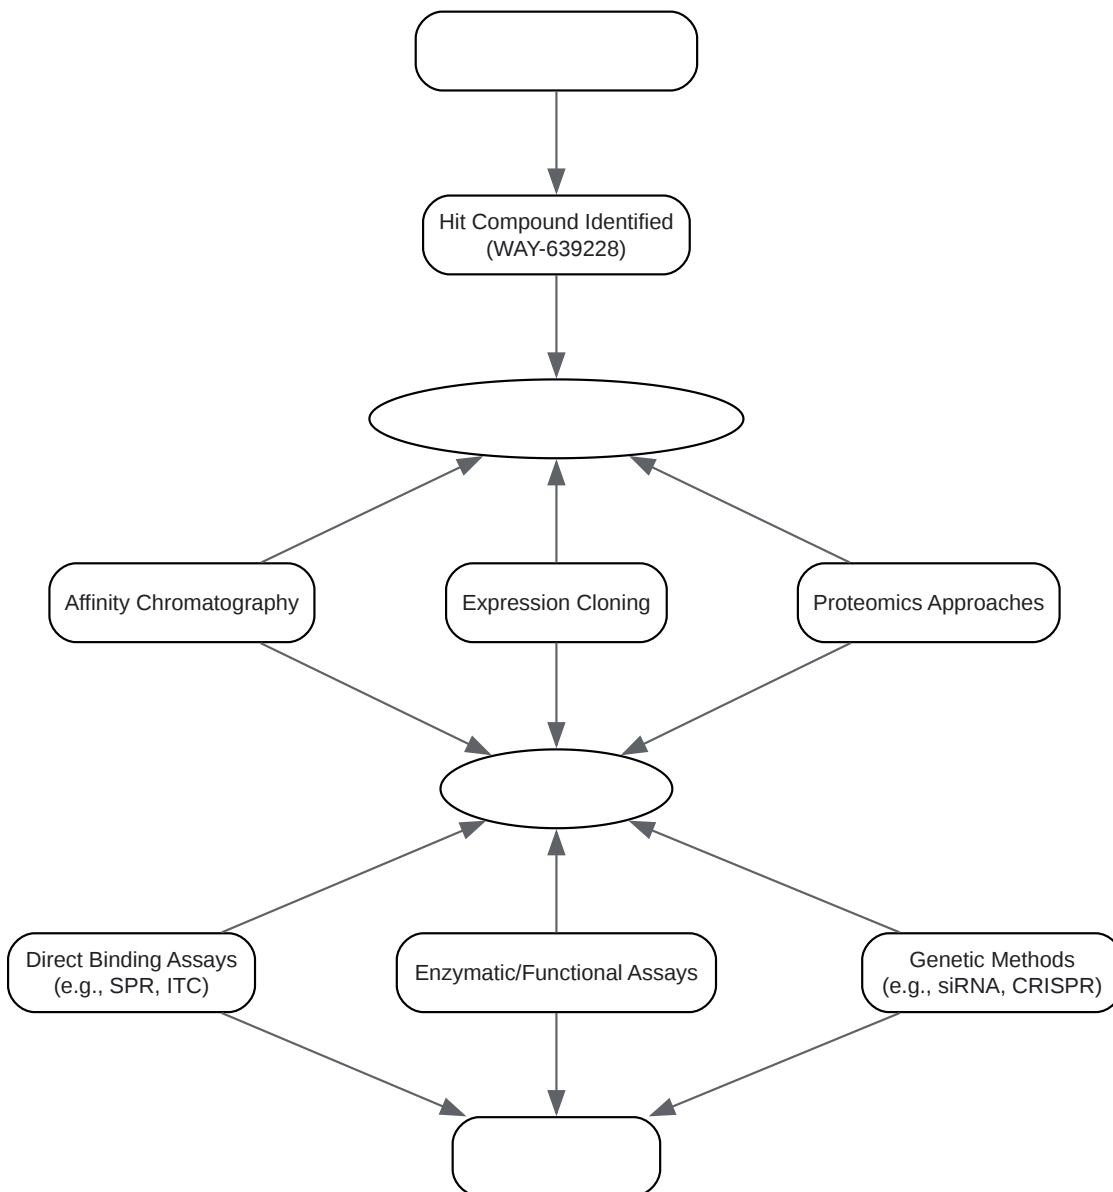 Hit Compound Identified
(WAY-639228)
Affinity Chromatography
Expression Cloning
Proteomics Approaches
Direct Binding Assays
(e.g., SPR, ITC)
Enzymatic/Functional Assays
Genetic Methods
(e.g., siRNA, CRISPR)